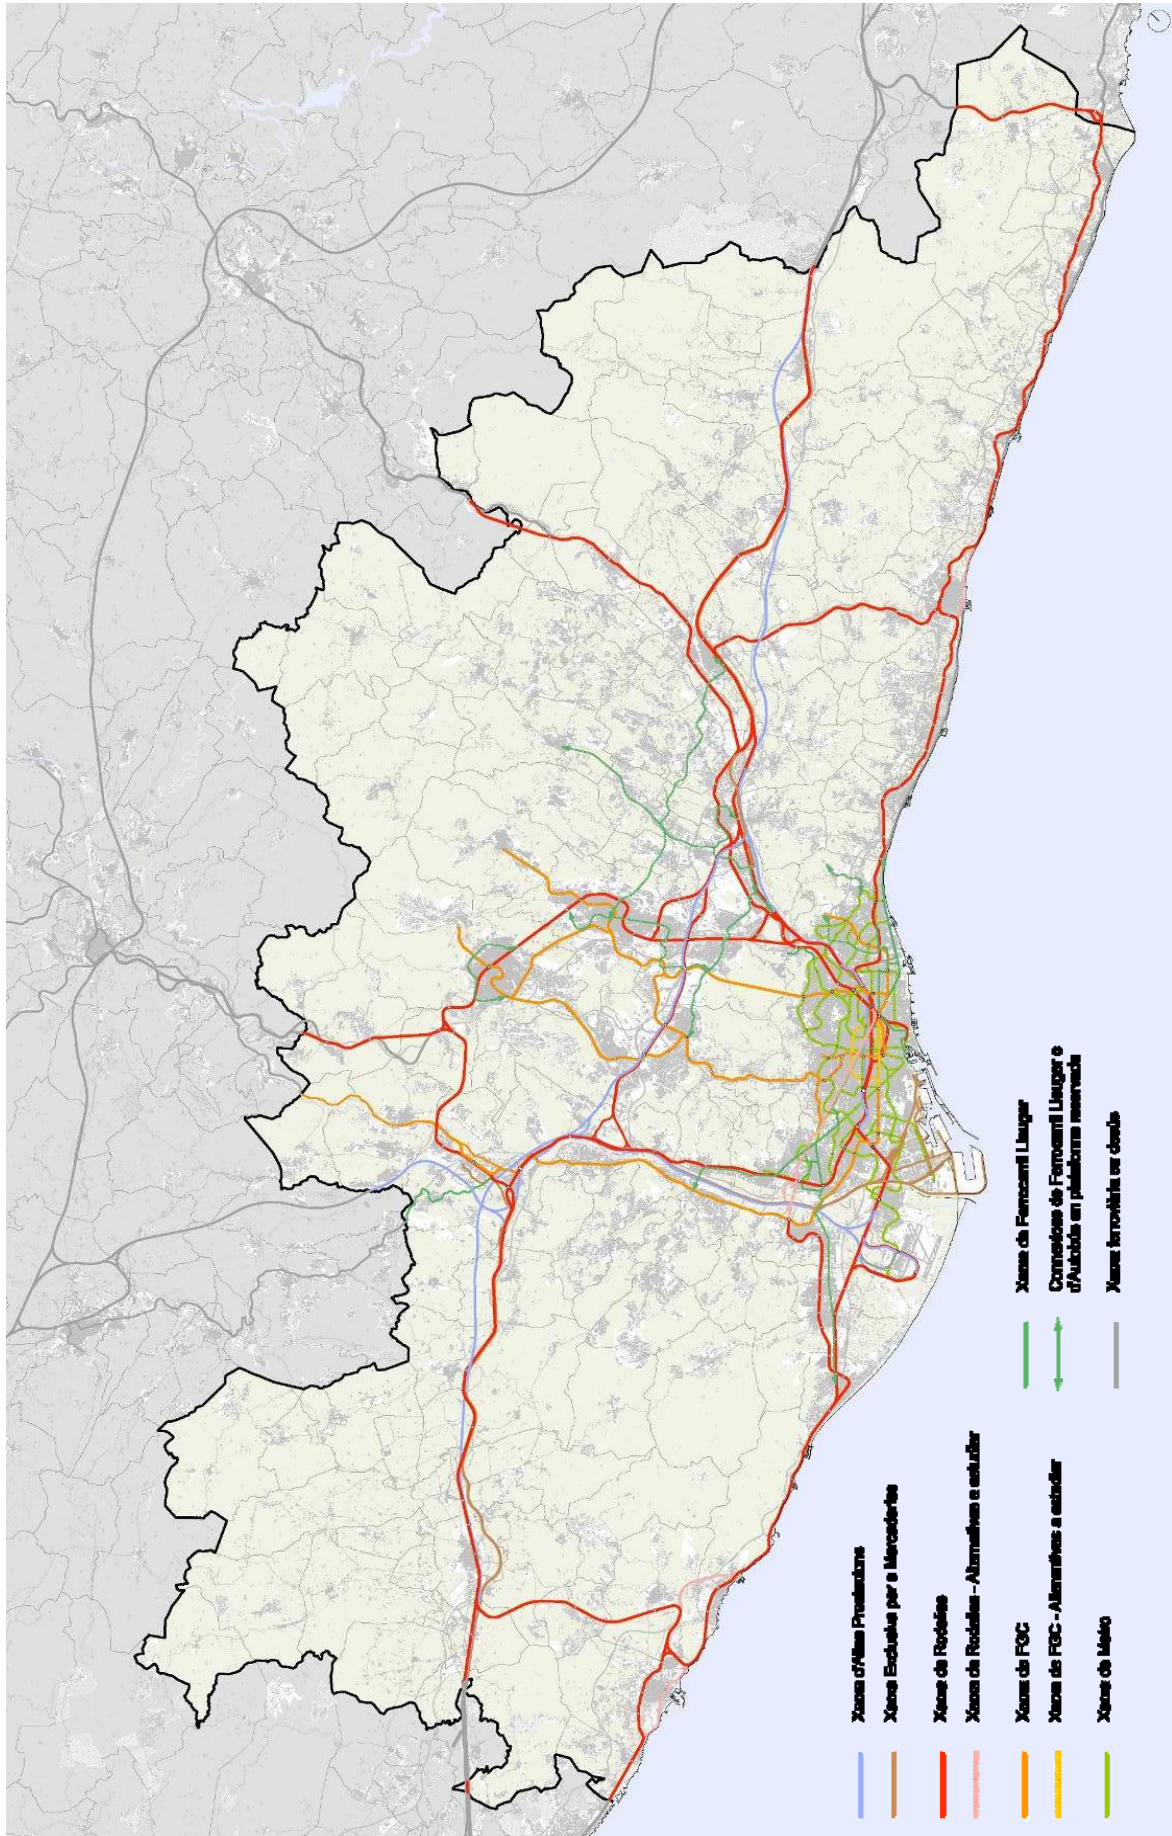 Xarxa d'Altes Prestacions
Xarxa Exclusiva per a Mercaderies
Xarxa de Rodalies
Xarxa de Rodalies - Alternatives a estudiar
Xarxa de FGC
Xarxa de FGC - Alternatives a estudiar
Xarxa de Metro
Xarxa de Ferrocarril Lleuger
Connexions de Ferrocarril Lleuger o
d'Autobús en plataforma reservada
Xarxa ferroviària en desús